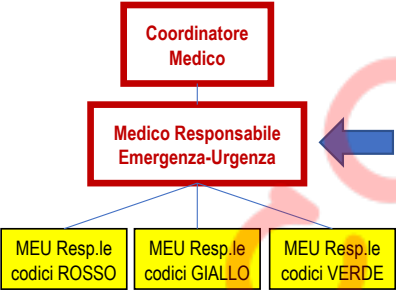 Coordinatore
Medico
Medico Responsabile
Emergenza-Urgenza
MEU Resp.le
codici ROSSO
MEU Resp.le
codici GIALLO
MEU Resp.le
codici VERDE